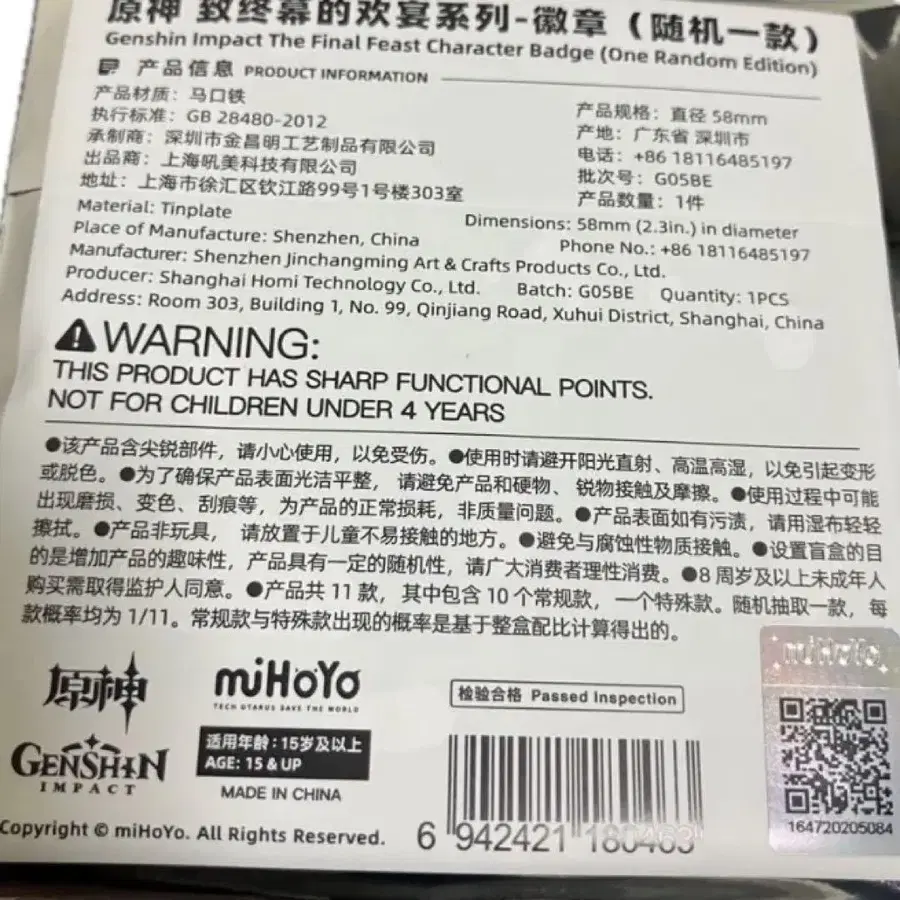 原神 致终幕的欢宴系列-徽章（随机一款）
Genshin Impact The Final Feast Character Badge (One Random Edition)
产品信息 PRODUCT INFORMATION
产品材质：马口铁
产品规格：直径 58mm
执行标准：GB 28480-2012
产地：广东省 深圳市
承制商：深圳市金昌明工艺制品有限公司
电话：+86 18116485197
出品商：上海吼美科技有限公司
批次号：G05BE
地址：上海市徐汇区钦江路99号1号楼303室
产品数量：1件
Material: Tinplate
Dimensions: 58mm (2.3in.) in diameter
Place of Manufacture: Shenzhen, China
Phone No.: +86 18116485197
Manufacturer: Shenzhen Jinchangming Art & Crafts Products Co., Ltd.
Producer: Shanghai Homi Technology Co., Ltd. Batch: G05BE Quantity: 1PCS
Address: Room 303, Building 1, No. 99, Qinjiang Road, Xuhui District, Shanghai, China
WARNING:
THIS PRODUCT HAS SHARP FUNCTIONAL POINTS.
NOT FOR CHILDREN UNDER 4 YEARS
●该产品含尖锐部件，请小心使用，以免受伤。●使用时请避开阳光直射、高温高湿，以免引起变形
或脱色。●为了确保产品表面光洁平整，请避免产品和硬物、锐物接触及摩擦。●使用过程中可能
出现磨损、变色、刮痕等，为产品的正常损耗，非质量问题。●产品表面如有污渍，请用湿布轻轻
擦拭。●产品非玩具，请放置于儿童不易接触的地方。●避免与腐蚀性物质接触。●设置盲盒的目
的是增加产品的趣味性，产品具有一定的随机性，请广大消费者理性消费。●8周岁及以上未成年人
购买需取得监护人同意。●产品共 11 款，其中包含 10 个常规款，一个特殊款。随机抽取一款，每
款概率均为 1/11。常规款与特殊款出现的概率是基于整盒配比计算得出的。
原神
GENSHIN
IMPACT
miHoYo
TECH OTAKUS SAVE THE WORLD
适用年龄：15岁及以上
AGE: 15 & UP
MADE IN CHINA
检验合格 Passed Inspection
miHoYo
164720205084
Copyright © miHoYo. All Rights Reserved.
6 942421 180463